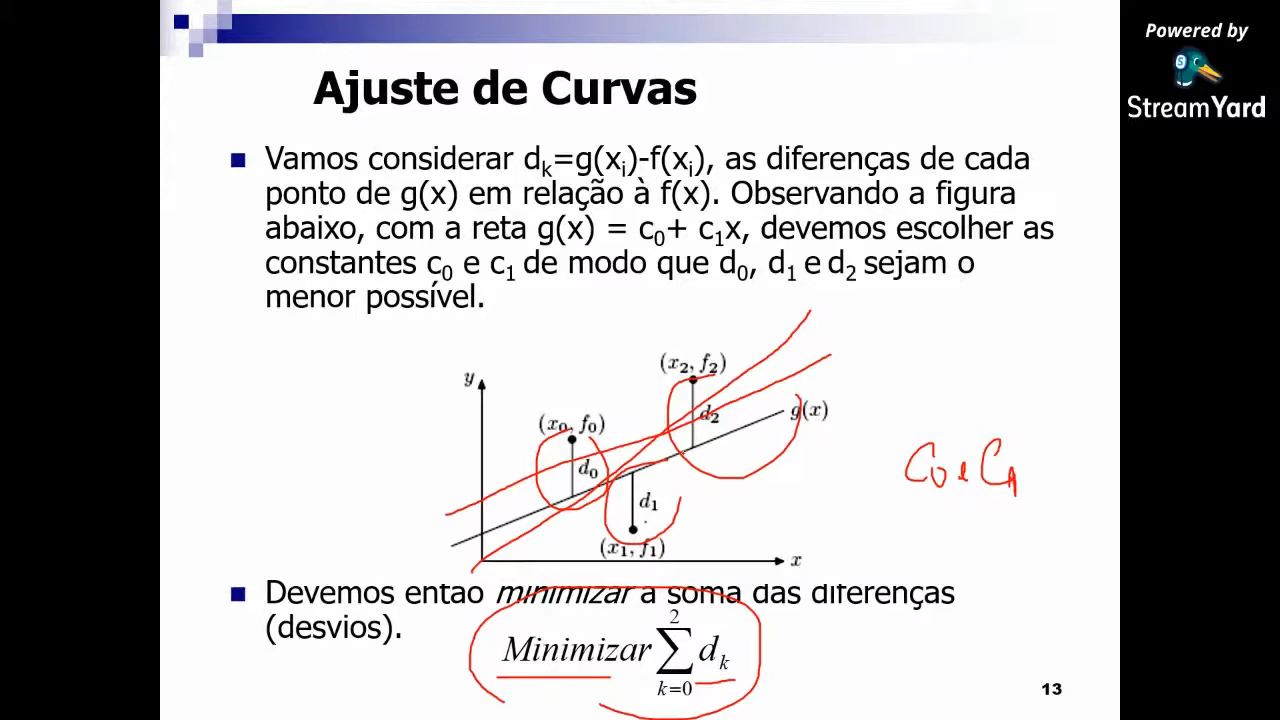 Powered by
StreamYard
Ajuste de Curvas
Vamos considerar dₖ=g(xᵢ)-f(xᵢ), as diferenças de cada
ponto de g(x) em relação à f(x). Observando a figura
abaixo, com a reta g(x) = c₀+ c₁x, devemos escolher as
constantes c₀ e c₁ de modo que d₀, d₁ e d₂ sejam o
menor possível.
(x₂, f₂)
y
d₂
g(x)
(x₀, f₀)
d₀
C₀ e C₁
d₁
(x₁, f₁)
x
Devemos entao minimizar a soma das diferenças
(desvios).
Minimizar ∑ dₖ
2
k=0
13